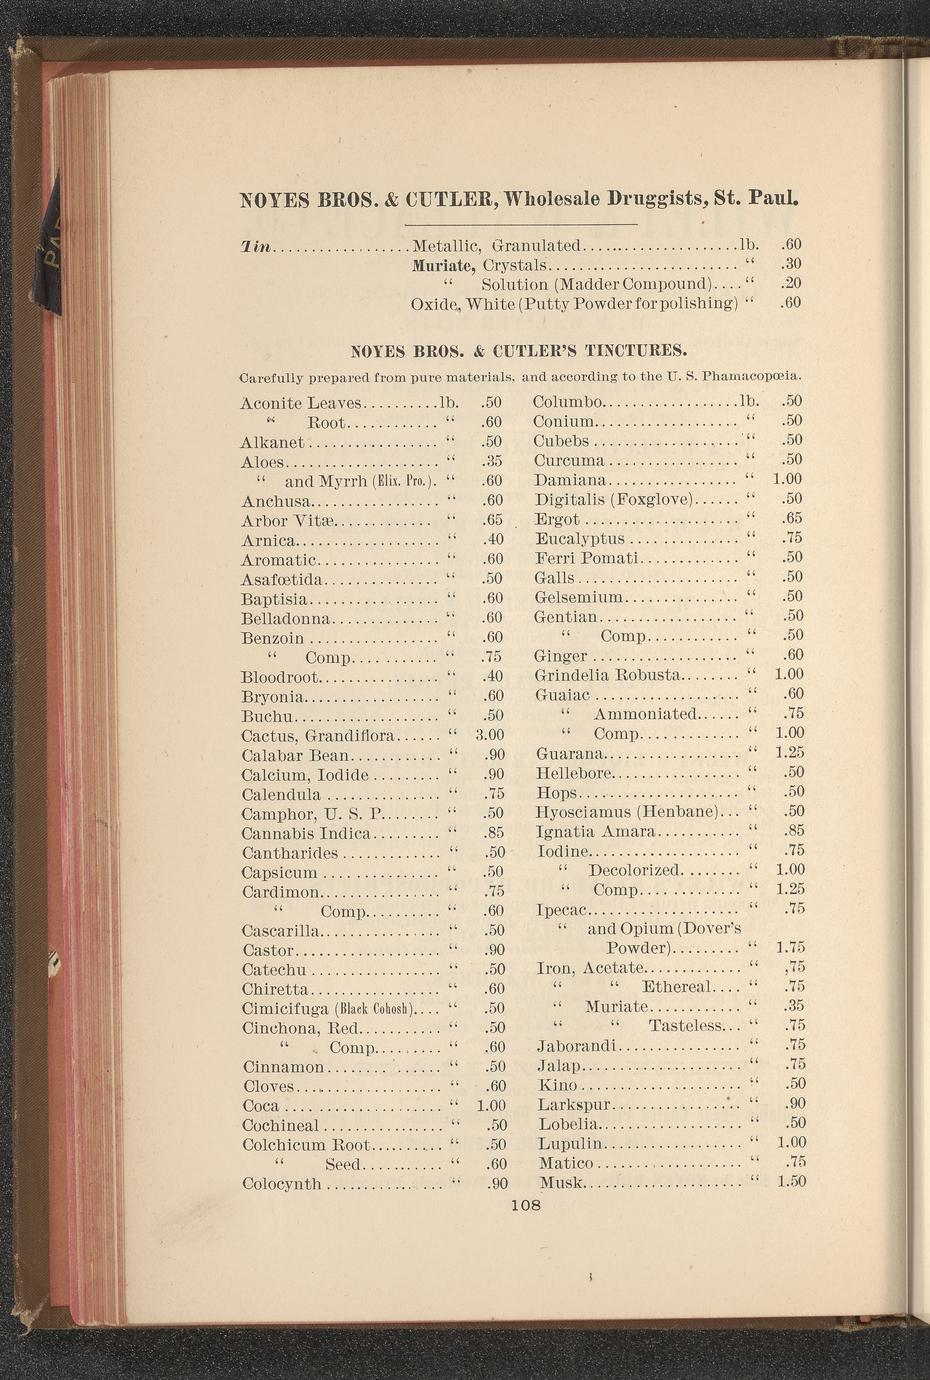 NOYES BROS. & CUTLER, Wholesale Druggists, St. Paul.
Tin.................Metallic, Granulated....................lb. .60
Muriate, Crystals......................... “ .30
“ Solution (Madder Compound).... “ .20
Oxide, White (Putty Powder for polishing) “ .60
NOYES BROS. & CUTLER'S TINCTURES.
Carefully prepared from pure materials, and according to the U. S. Phamacopœia.
Aconite Leaves..........lb. .50
“ Root............ “ .60
Alkanet................. “ .50
Aloes.................... “ .35
“ and Myrrh (Elix. Pro.). “ .60
Anchusa................. “ .60
Arbor Vitæ............. “ .65
Arnica................... “ .40
Aromatic................ “ .60
Asafœtida............... “ .50
Baptisia................. “ .60
Belladonna.............. “ .60
Benzoin ................. “ .60
“ Comp........... “ .75
Bloodroot................ “ .40
Bryonia.................. “ .60
Buchu................... “ .50
Cactus, Grandiflora...... “ 3.00
Calabar Bean............ “ .90
Calcium, Iodide ......... “ .90
Calendula ............... “ .75
Camphor, U. S. P........ “ .50
Cannabis Indica......... “ .85
Cantharides ............. “ .50
Capsicum ............... “ .50
Cardimon................ “ .75
“ Comp.......... “ .60
Cascarilla................ “ .50
Castor................... “ .90
Catechu ................. “ .50
Chiretta................. “ .60
Cimicifuga (Black Cohosh).... “ .50
Cinchona, Red........... “ .50
“ Comp......... “ .60
Cinnamon............... “ .50
Cloves................... “ .60
Coca ..................... “ 1.00
Cochineal ................ “ .50
Colchicum Root.......... “ .50
“ Seed........... “ .60
Colocynth ............... “ .90
Columbo..................lb. .50
Conium................... “ .50
Cubebs ................... “ .50
Curcuma ................. “ .50
Damiana................. “ 1.00
Digitalis (Foxglove)...... “ .50
Ergot .................... “ .65
Eucalyptus .............. “ .75
Ferri Pomati............. “ .50
Galls..................... “ .50
Gelsemium............... “ .50
Gentian.................. “ .50
“ Comp............ “ .50
Ginger ................... “ .60
Grindelia Robusta........ “ 1.00
Guaiac ................... “ .60
“ Ammoniated...... “ .75
“ Comp............. “ 1.00
Guarana.................. “ 1.25
Hellebore................. “ .50
Hops..................... “ .50
Hyosciamus (Henbane)... “ .50
Ignatia Amara........... “ .85
Iodine.................... “ .75
“ Decolorized........ “ 1.00
“ Comp............. “ 1.25
Ipecac.................... “ .75
“ and Opium (Dover's
Powder)......... “ 1.75
Iron, Acetate............. “ ,75
“ “ Ethereal.... “ .75
“ Muriate............ “ .35
“ “ Tasteless... “ .75
Jaborandi................ “ .75
Jalap..................... “ .75
Kino ..................... “ .50
Larkspur................. “ .90
Lobelia................... “ .50
Lupulin.................. “ 1.00
Matico ................... “ .75
Musk..................... “ 1.50
108